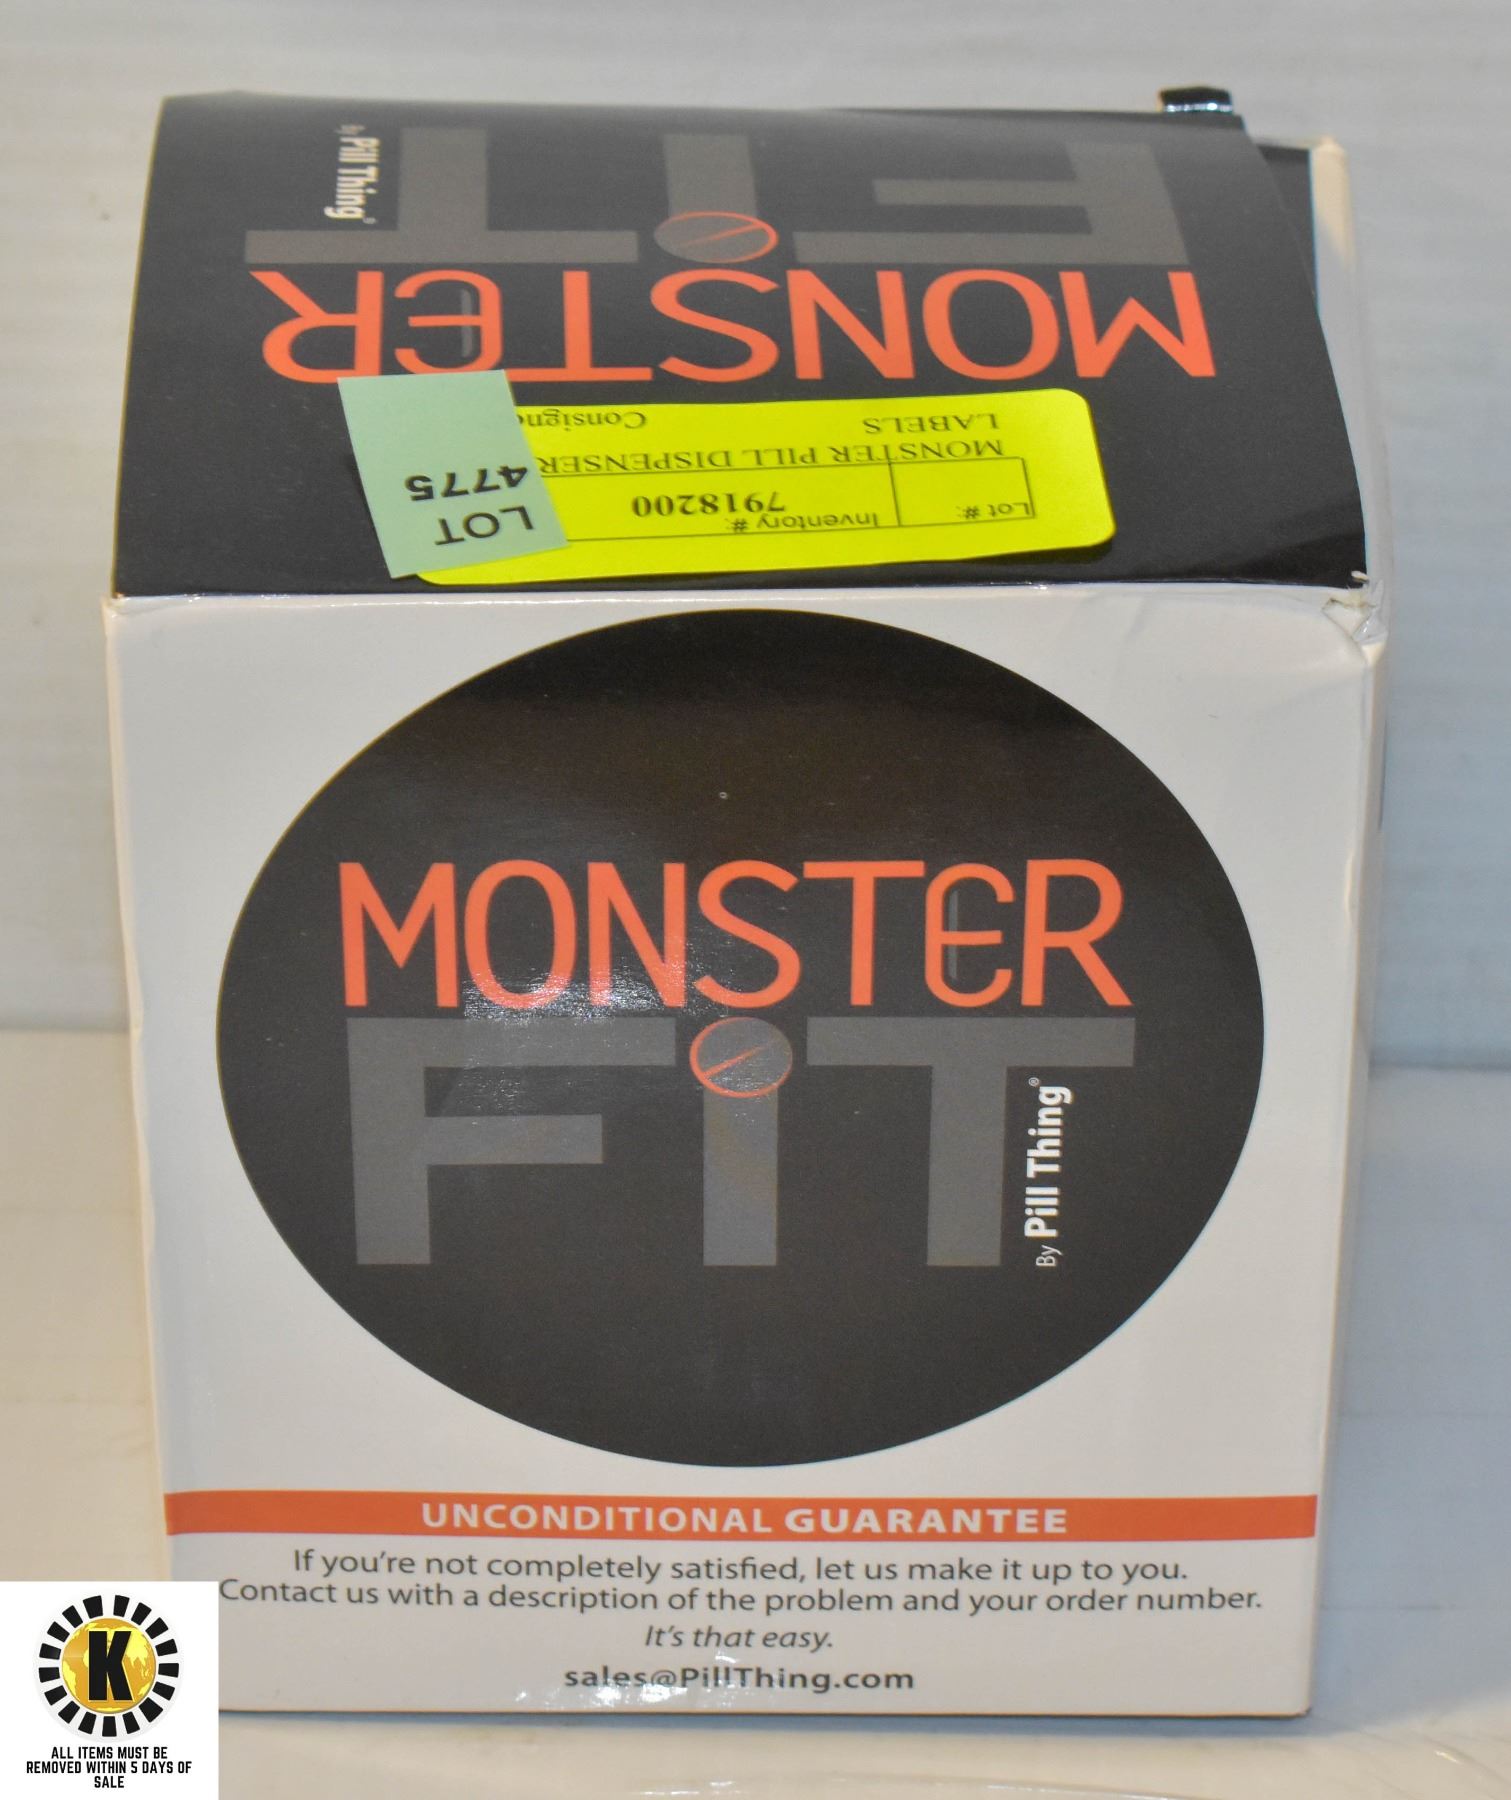 By Pill Thing®
FiT
MONSTER
Consigno
LABELS
MONSTER PILL DISPENSER
Lot #:
Inventory #:
7918200
LOT
4775
MONSTER
FiT
By Pill Thing®
UNCONDITIONAL GUARANTEE
If you're not completely satisfied, let us make it up to you.
Contact us with a description of the problem and your order number.
It's that easy.
sales@PillThing.com
K
ALL ITEMS MUST BE
REMOVED WITHIN 5 DAYS OF
SALE